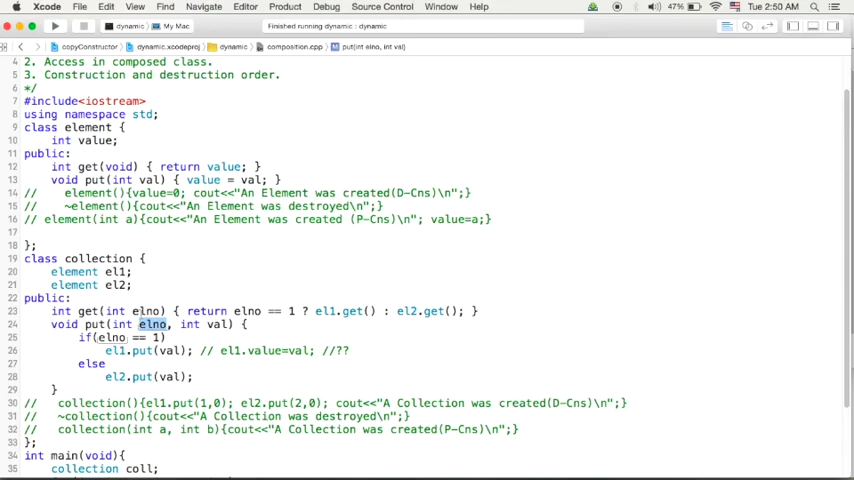 Xcode File Edit View Find Navigate Editor Product Debug Source Control Window Help 47% Tue 2:50 AM
dynamic My Mac Finished running dynamic : dynamic
copyConstructor dynamic.xcodeproj dynamic composition.cpp M put(int elno, int val)
4 2. Access in composed class.
5 3. Construction and destruction order.
6 */
7 #include<iostream>
8 using namespace std;
9 class element {
10 int value;
11 public:
12 int get(void) { return value; }
13 void put(int val) { value = val; }
14 // element(){value=0; cout<<"An Element was created(D-Cns)\n";}
15 // ~element(){cout<<"An Element was destroyed\n";}
16 // element(int a){cout<<"An Element was created (P-Cns)\n"; value=a;}
17
18 };
19 class collection {
20 element el1;
21 element el2;
22 public:
23 int get(int elno) { return elno == 1 ? el1.get() : el2.get(); }
24 void put(int elno, int val) {
25 if(elno == 1)
26 el1.put(val); // el1.value=val; //??
27 else
28 el2.put(val);
29 }
30 // collection(){el1.put(1,0); el2.put(2,0); cout<<"A Collection was created(D-Cns)\n";}
31 // ~collection(){cout<<"A Collection was destroyed\n";}
32 // collection(int a, int b){cout<<"A Collection was created(P-Cns)\n";}
33 };
34 int main(void){
35 collection coll;